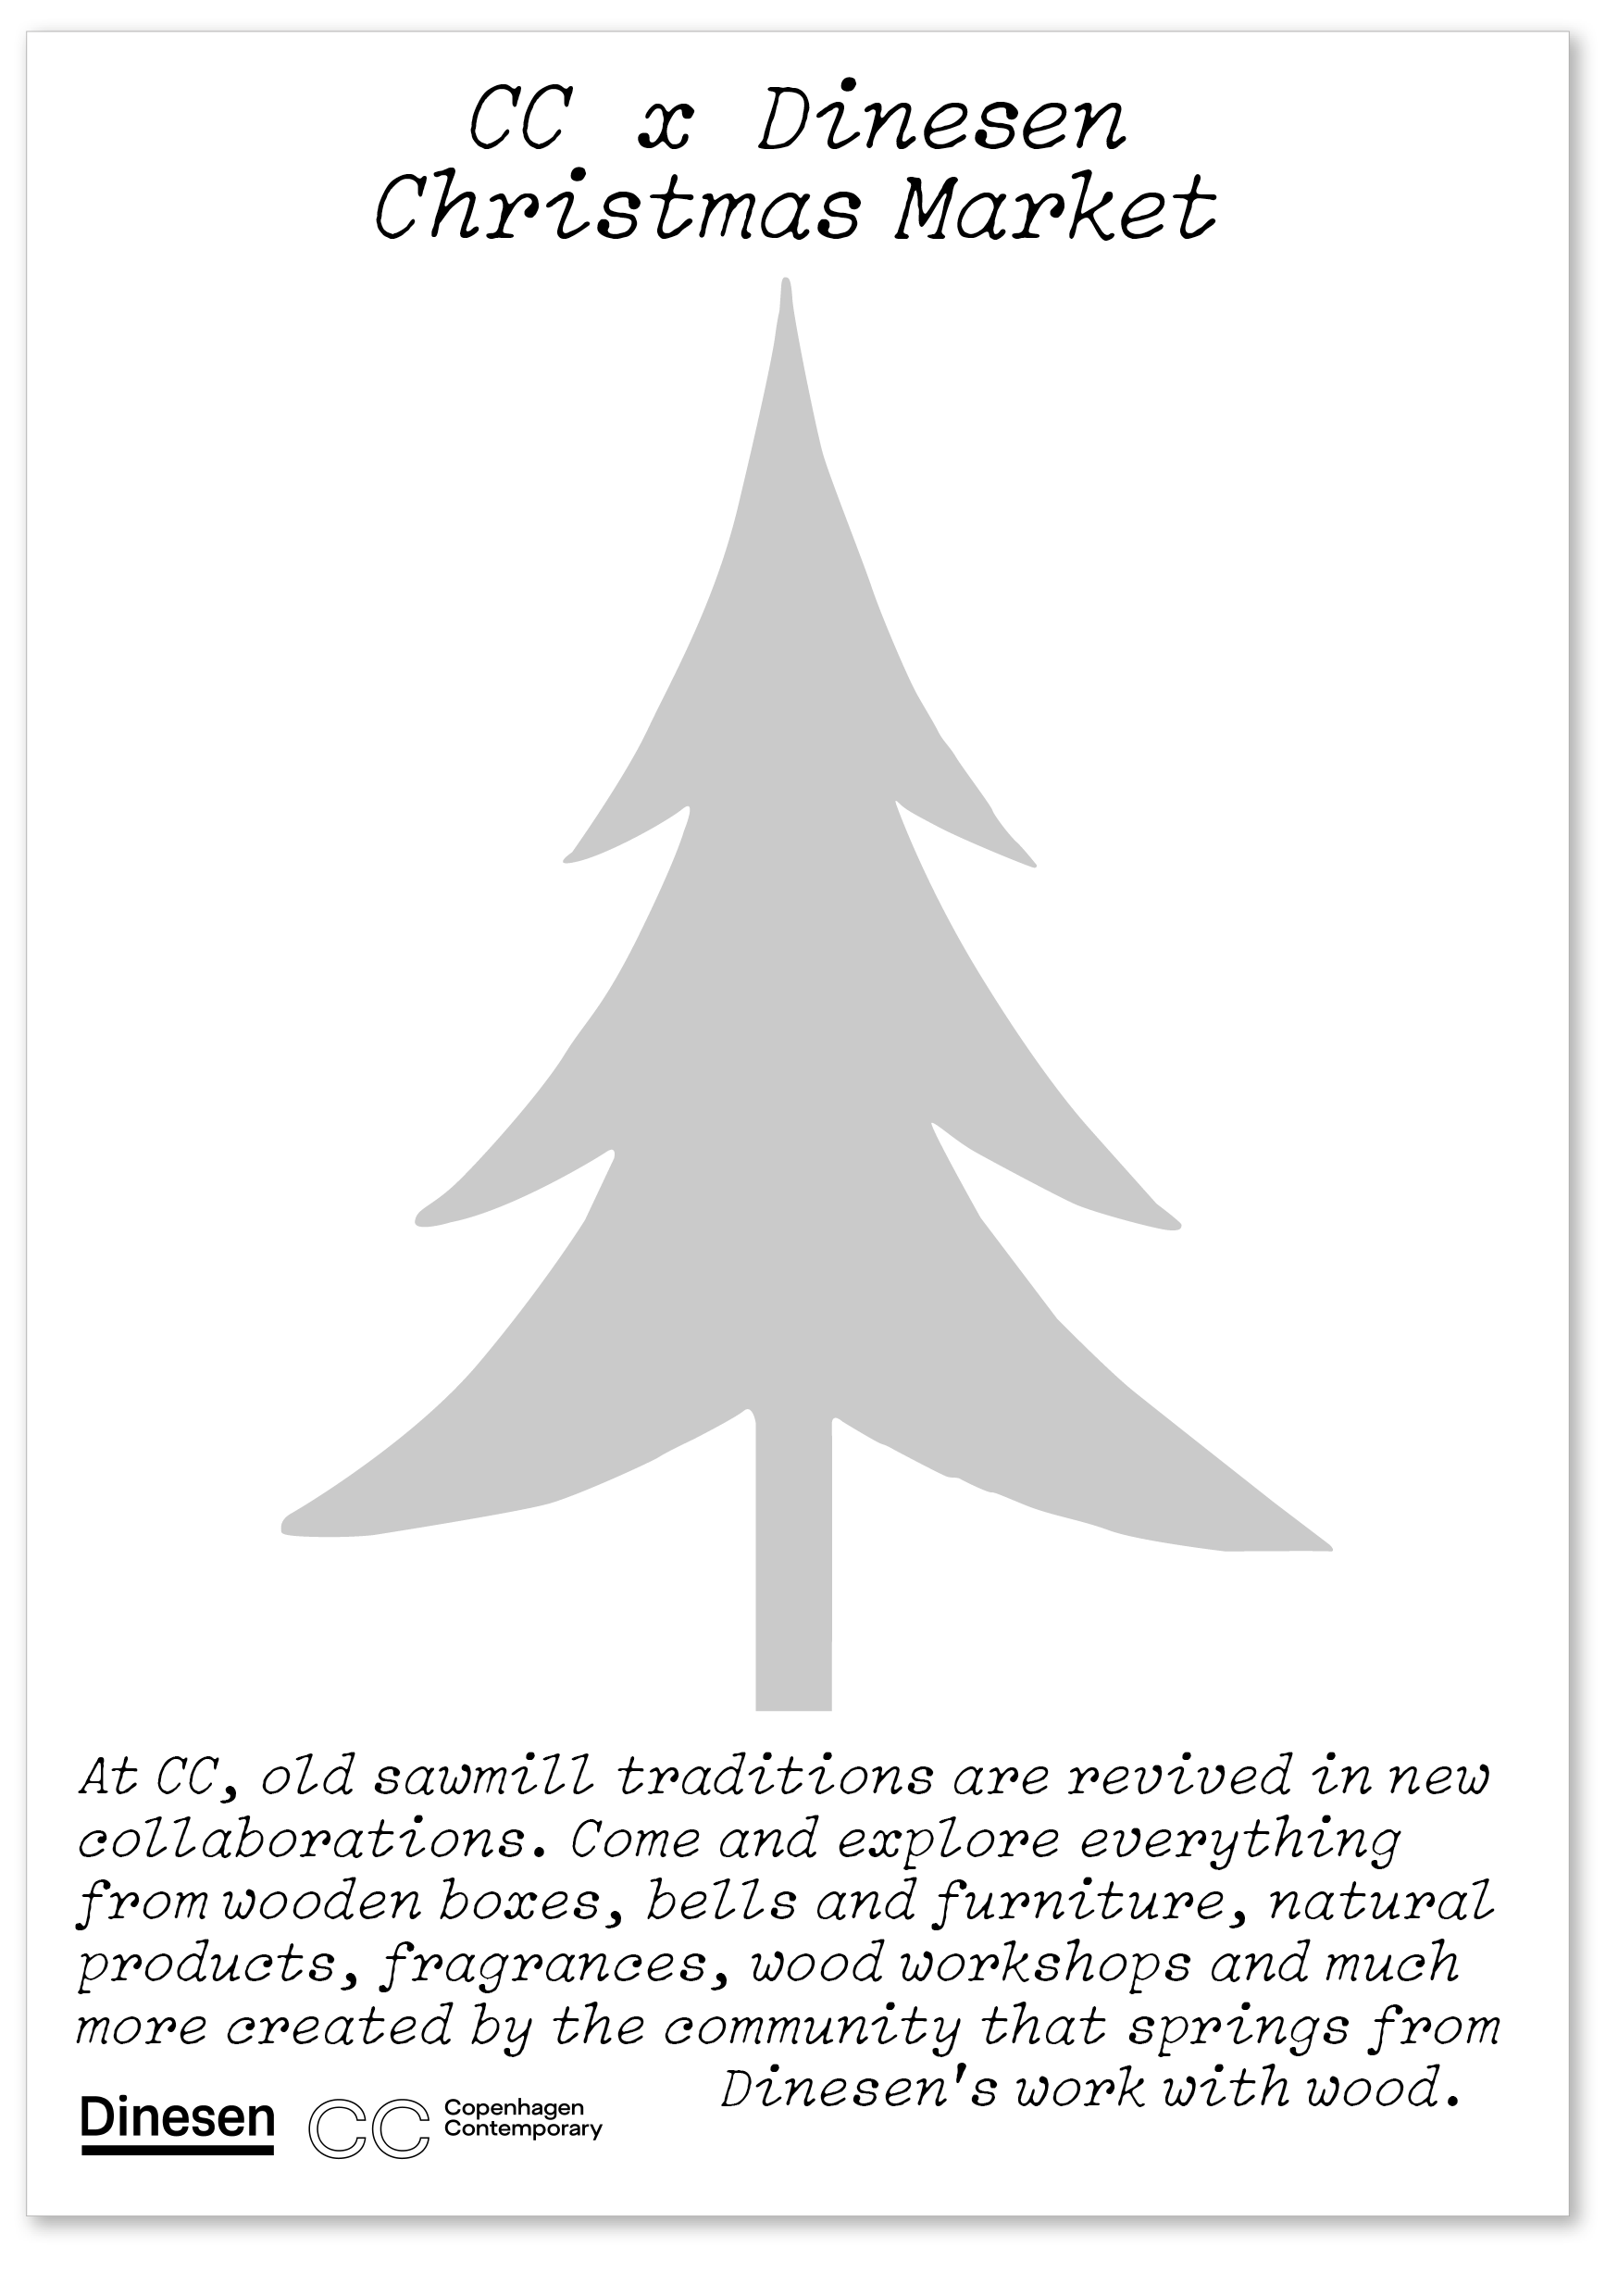 CC x Dinesen
Christmas Market
At CC, old sawmill traditions are revived in new
collaborations. Come and explore everything
from wooden boxes, bells and furniture, natural
products, fragrances, wood workshops and much
more created by the community that springs from
Dinesen's work with wood.
Dinesen
CC
Copenhagen
Contemporary